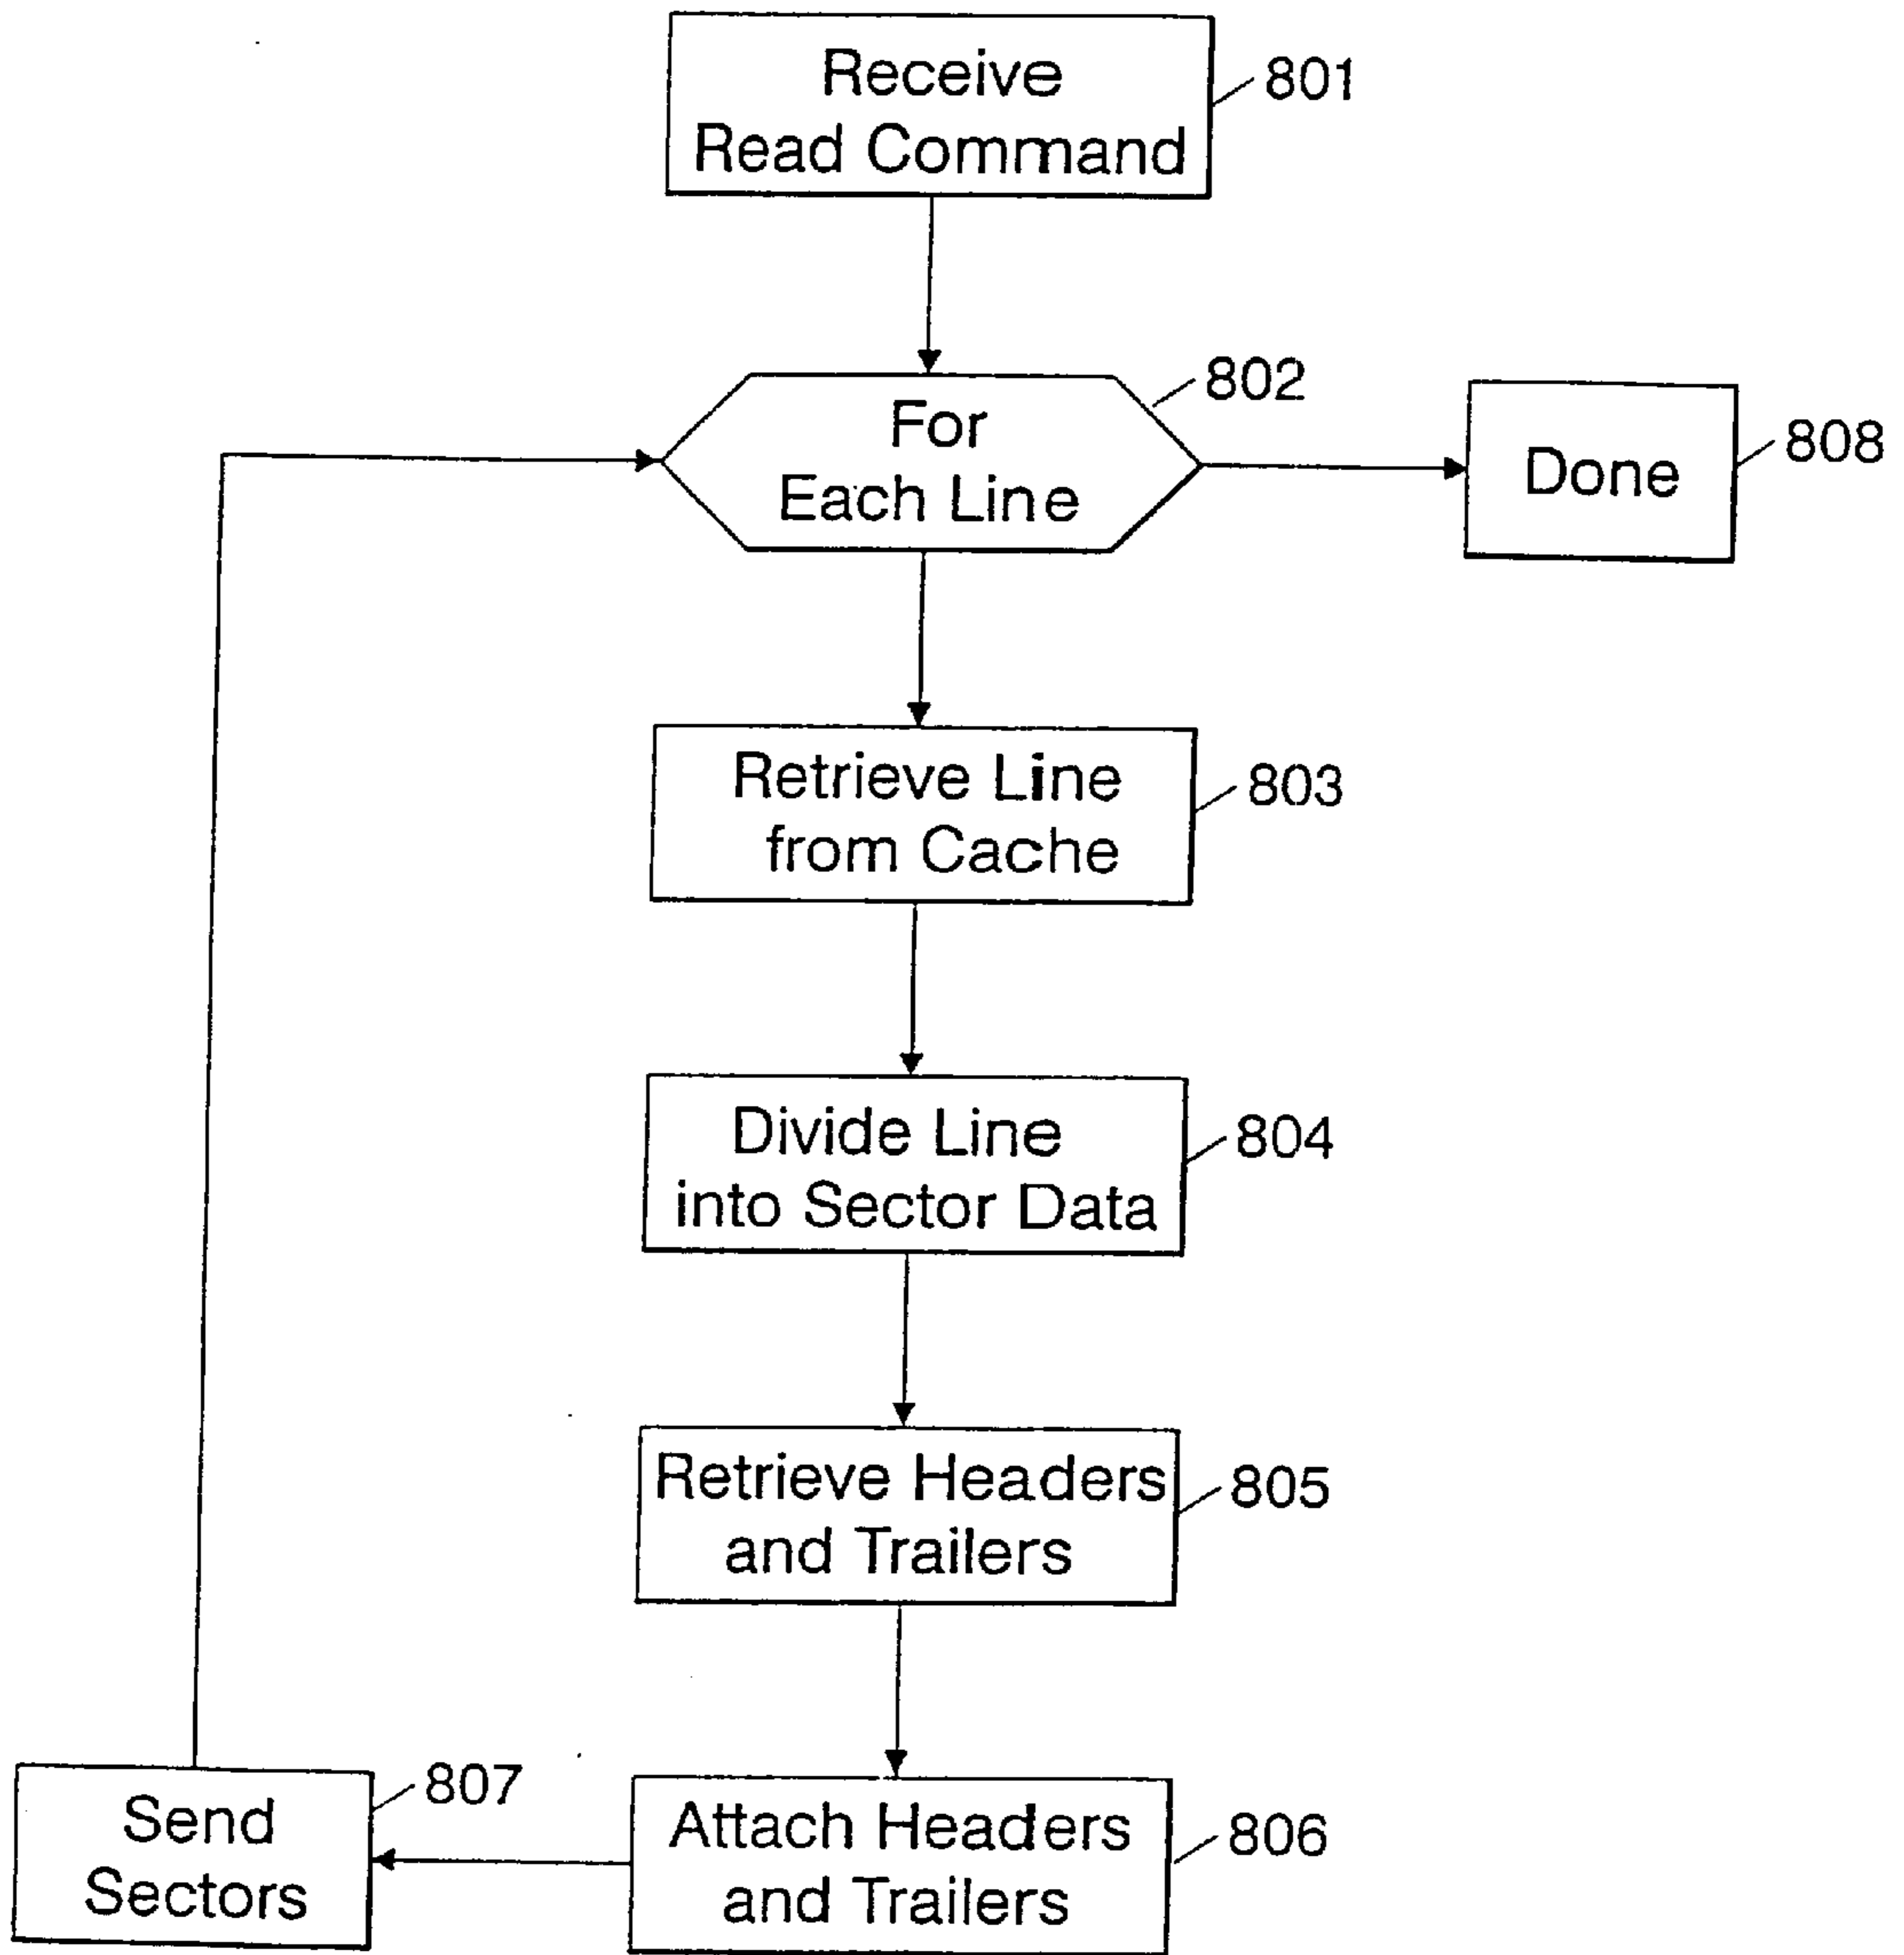 Receive
Read Command
801
For
Each Line
802
Done
808
Retrieve Line
from Cache
803
Divide Line
into Sector Data
804
Retrieve Headers
and Trailers
805
Attach Headers
and Trailers
806
Send
Sectors
807